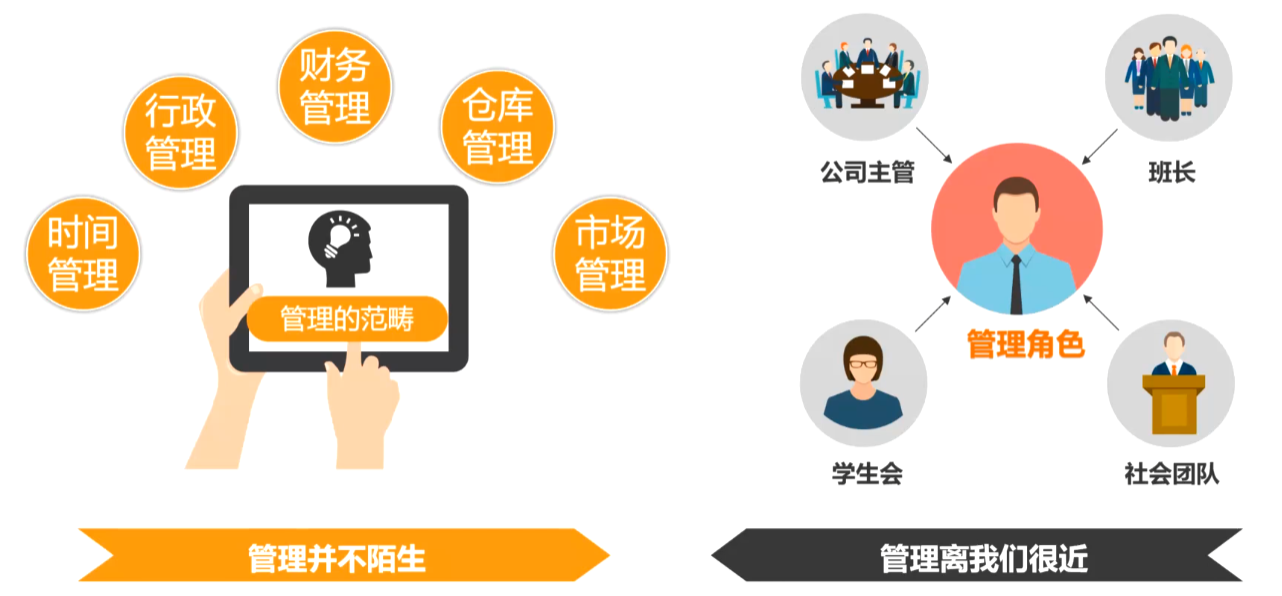 财务
管理
行政
管理
仓库
管理
时间
管理
市场
管理
管理的范畴
管理并不陌生
公司主管
班长
管理角色
学生会
社会团队
管理离我们很近